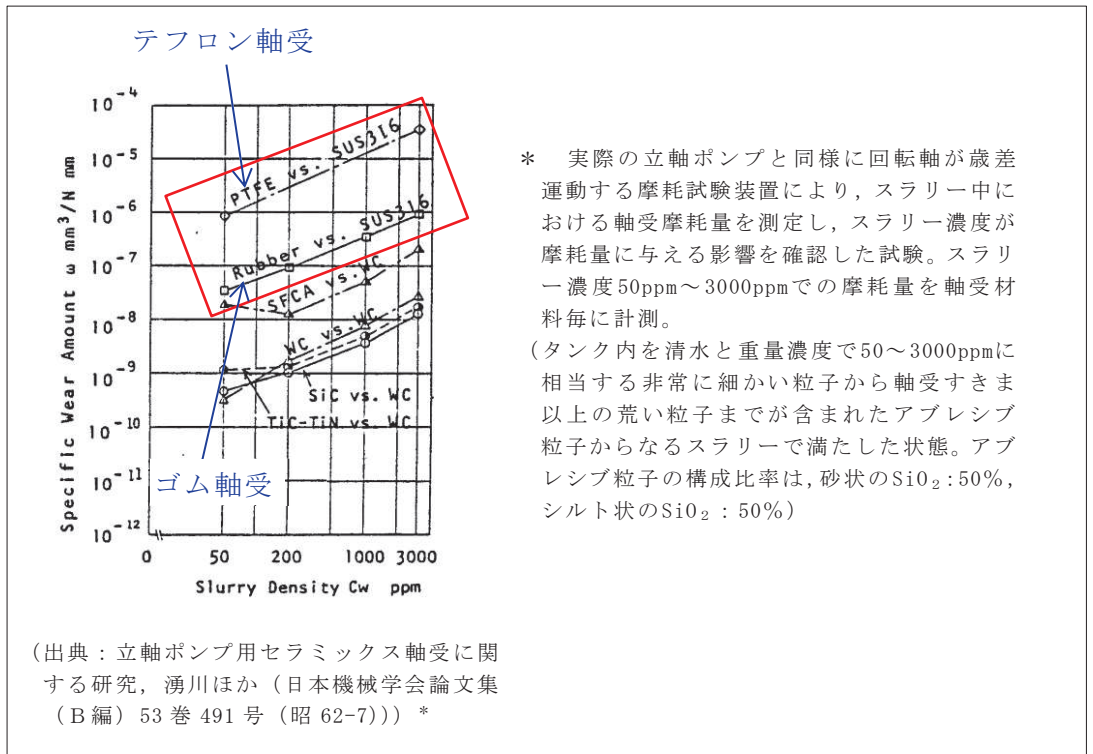 テフロン軸受
10⁻⁴
10⁻⁵
10⁻⁶
10⁻⁷
10⁻⁸
10⁻⁹
10⁻¹⁰
10⁻¹¹
10⁻¹²
Specific Wear Amount ω mm³/N mm
PTFE vs. SUS316
Rubber vs. SUS316
SFCA vs.WC
WC vs.WC
SiC vs. WC
TiC-TiN vs. WC
ゴム軸受
0 50 200 1000 3000
Slurry Density Cw ppm
* 実際の立軸ポンプと同様に回転軸が歳差
運動する摩耗試験装置により,スラリー中に
おける軸受摩耗量を測定し,スラリー濃度が
摩耗量に与える影響を確認した試験。スラリ
ー濃度50ppm~3000ppmでの摩耗量を軸受材
料毎に計測。
(タンク内を清水と重量濃度で50~3000ppmに
相当する非常に細かい粒子から軸受すきま
以上の荒い粒子までが含まれたアブレシブ
粒子からなるスラリーで満たした状態。アブ
レシブ粒子の構成比率は,砂状のSiO₂:50%,
シルト状のSiO₂:50%)
(出典:立軸ポンプ用セラミックス軸受に関
する研究,湧川ほか(日本機械学会論文集
(B編)53 巻 491 号(昭 62-7)))*